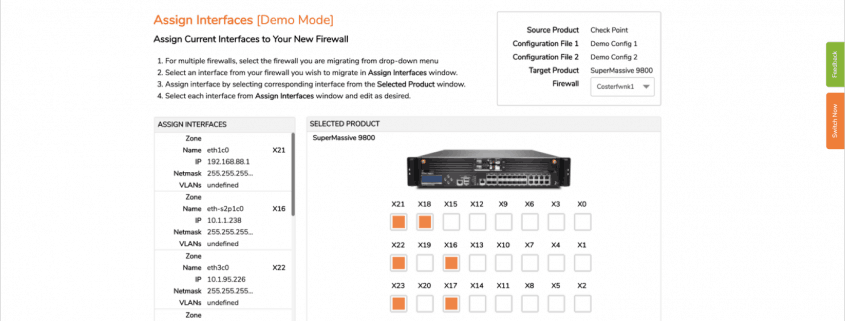 Assign Interfaces [Demo Mode]
Assign Current Interfaces to Your New Firewall
1. For multiple firewalls, select the firewall you are migrating from drop-down menu
2. Select an interface from your firewall you wish to migrate in Assign Interfaces window.
3. Assign interface by selecting corresponding interface from the Selected Product window.
4. Select each interface from Assign Interfaces window and edit as desired.
Source Product Check Point
Configuration File 1 Demo Config 1
Configuration File 2 Demo Config 2
Target Product SuperMassive 9800
Firewall Costerfwnk1
Feedback
Switch Now
ASSIGN INTERFACES
Zone
Name eth1c0 X21
IP 192.168.88.1
Netmask 255.255.255...
VLANs undefined
Zone
Name eth-s2p1c0 X16
IP 10.1.1.238
Netmask 255.255.255...
VLANs undefined
Zone
Name eth3c0 X22
IP 10.1.95.226
Netmask 255.255.255...
VLANs undefined
Zone
SELECTED PRODUCT
SuperMassive 9800
X21 X18 X15 X12 X9 X6 X3 X0
X22 X19 X16 X13 X10 X7 X4 X1
X23 X20 X17 X14 X11 X8 X5 X2